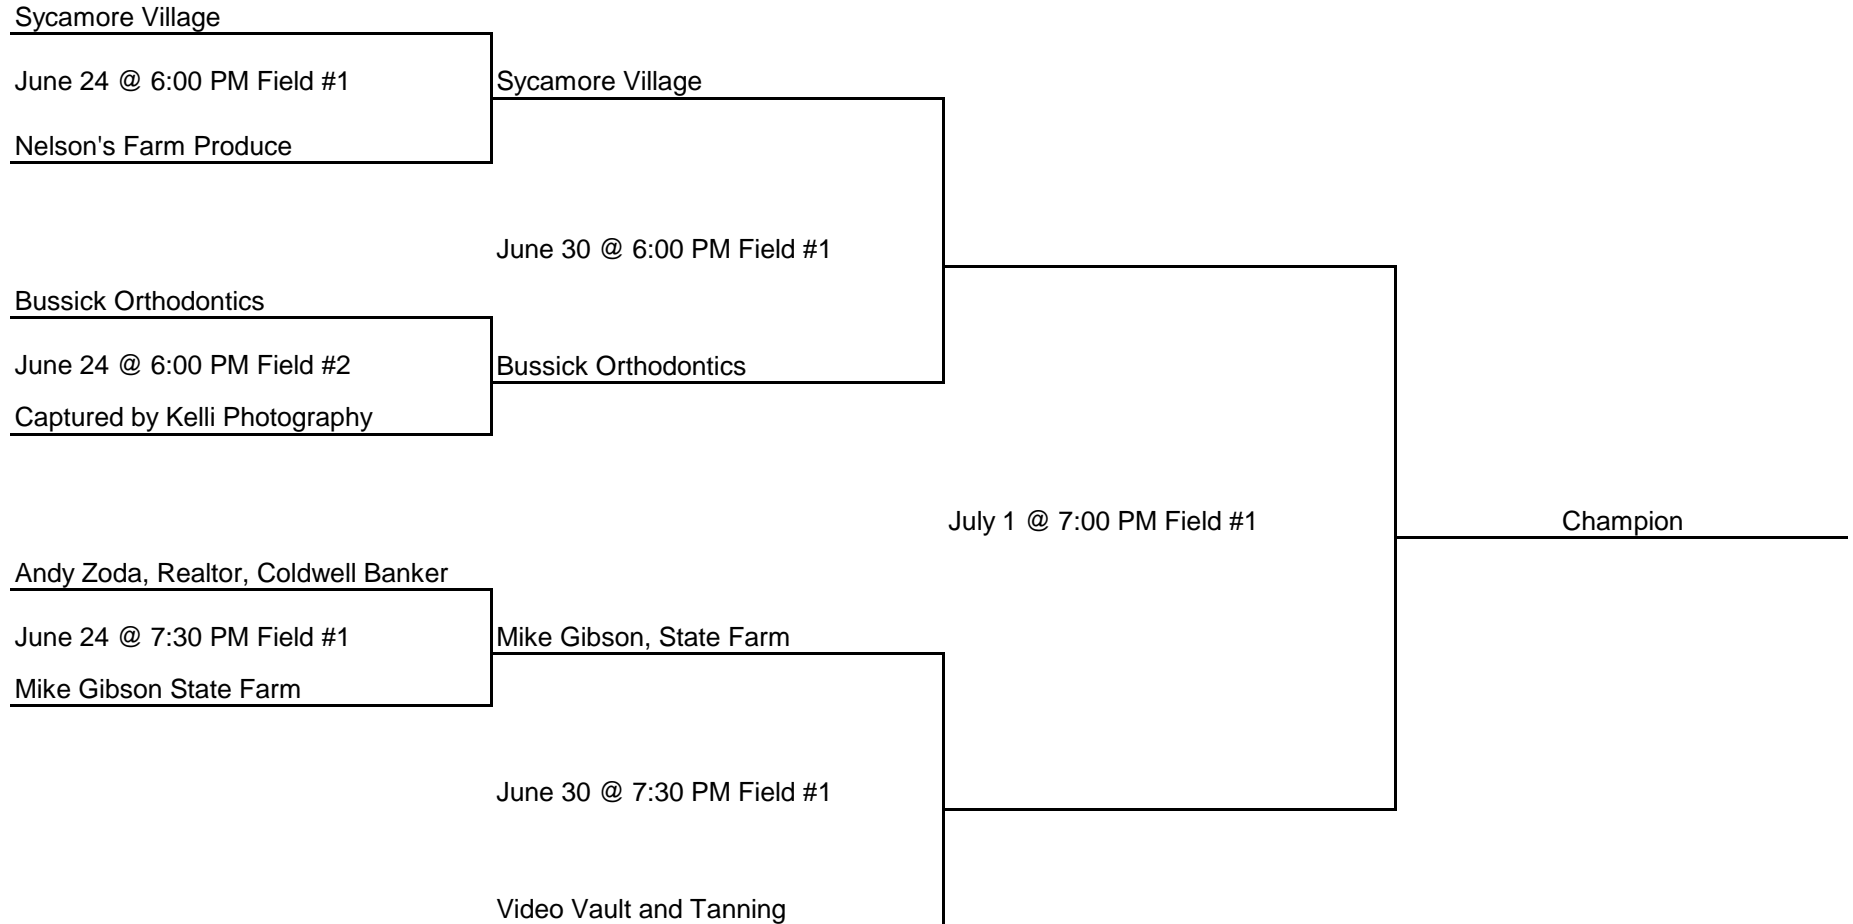 Sycamore Village
June 24 @ 6:00 PM Field #1
Sycamore Village
Nelson's Farm Produce
June 30 @ 6:00 PM Field #1
Bussick Orthodontics
June 24 @ 6:00 PM Field #2
Bussick Orthodontics
Captured by Kelli Photography
July 1 @ 7:00 PM Field #1
Champion
Andy Zoda, Realtor, Coldwell Banker
June 24 @ 7:30 PM Field #1
Mike Gibson, State Farm
Mike Gibson State Farm
June 30 @ 7:30 PM Field #1
Video Vault and Tanning